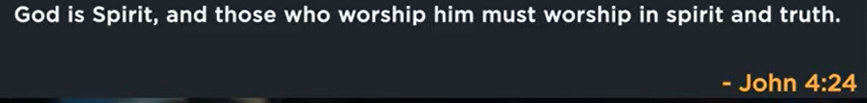 God is Spirit, and those who worship him must worship in spirit and truth.
- John 4:24